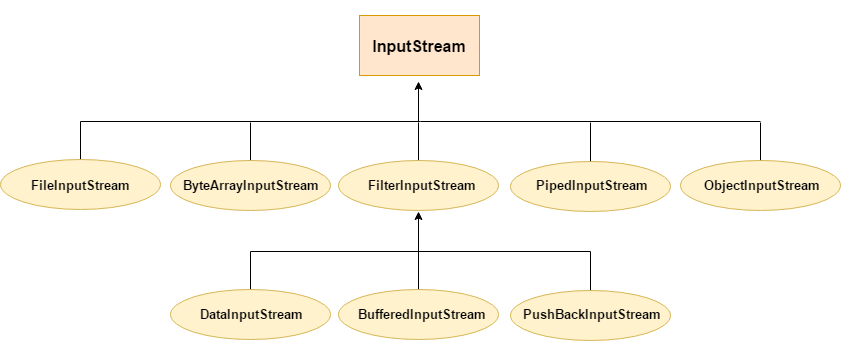 InputStream
FileInputStream
ByteArrayInputStream
FilterInputStream
PipedInputStream
ObjectInputStream
DataInputStream
BufferedInputStream
PushBackInputStream